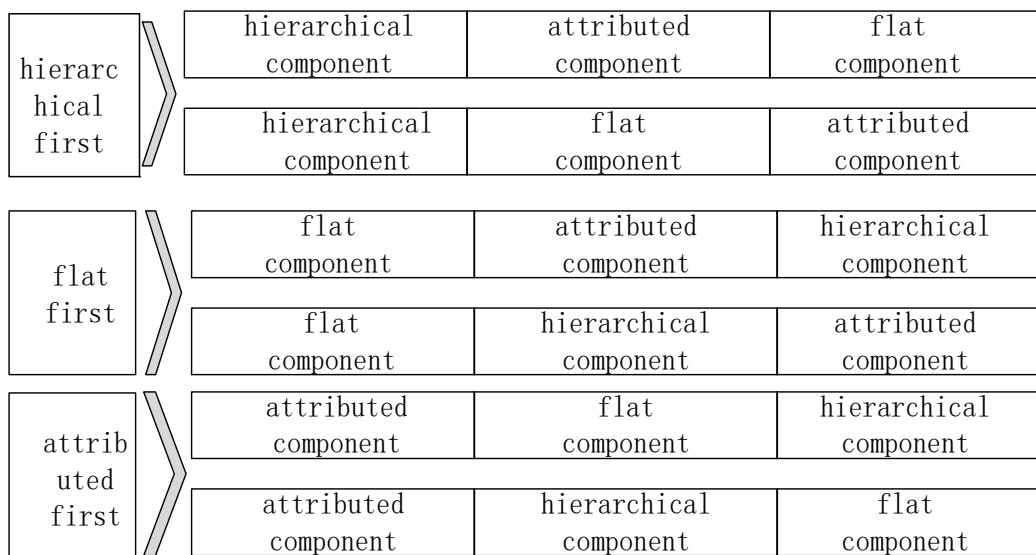 hierarchical attributed flat
component component component
hierarc
hical
first
hierarchical flat attributed
component component component
flat attributed hierarchical
component component component
flat
first
flat hierarchical attributed
component component component
attributed flat hierarchical
component component component
attrib
uted
first
attributed hierarchical flat
component component component